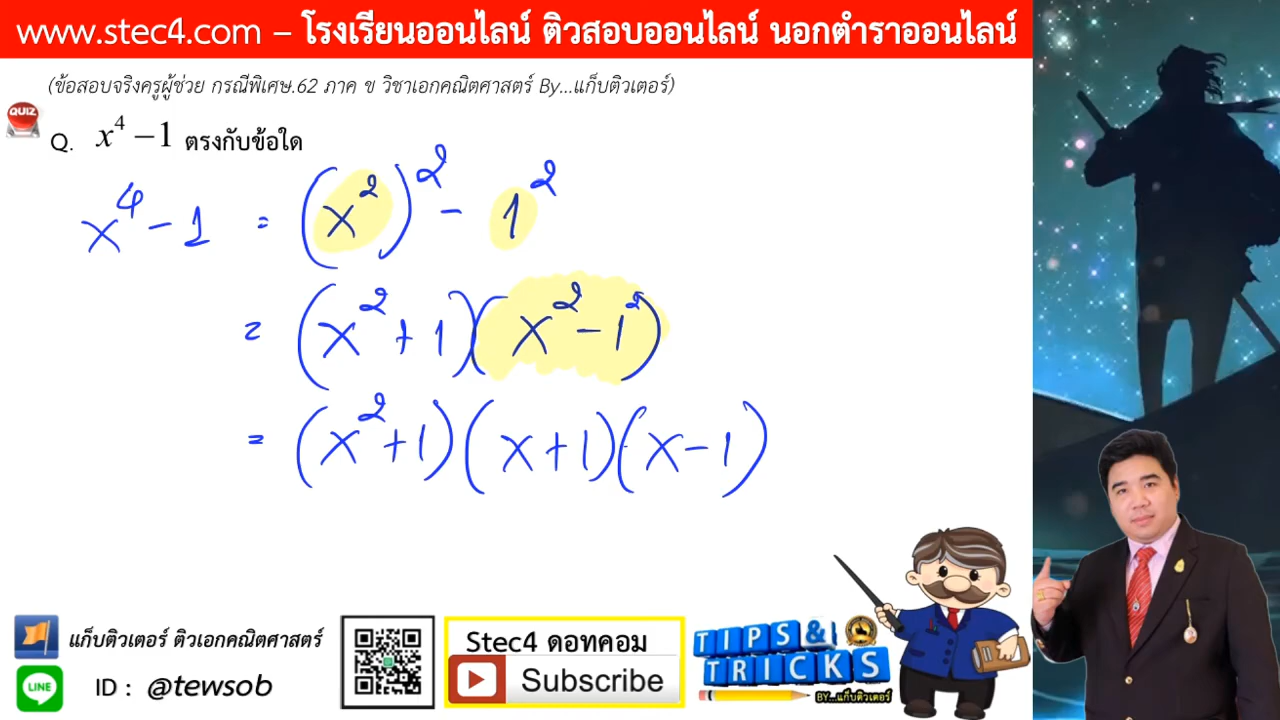 www.stec4.com – โรงเรียนออนไลน์ ติวสอบออนไลน์ นอกตำราออนไลน์
(ข้อสอบจริงครูผู้ช่วย กรณีพิเศษ.62 ภาค ข วิชาเอกคณิตศาสตร์ By...แก็บติวเตอร์)
QUIZ
Q. x⁴ – 1 ตรงกับข้อใด
x⁴ – 1 = (x²)² – 1²
= (x² + 1)(x² – 1²)
= (x² + 1)(x + 1)(x – 1)
แก็บติวเตอร์ ติวเอกคณิตศาสตร์
LINE
ID : @tewsob
Stec4 ดอทคอม
Subscribe
TIPS &
TRICKS
BY...แก็บติวเตอร์